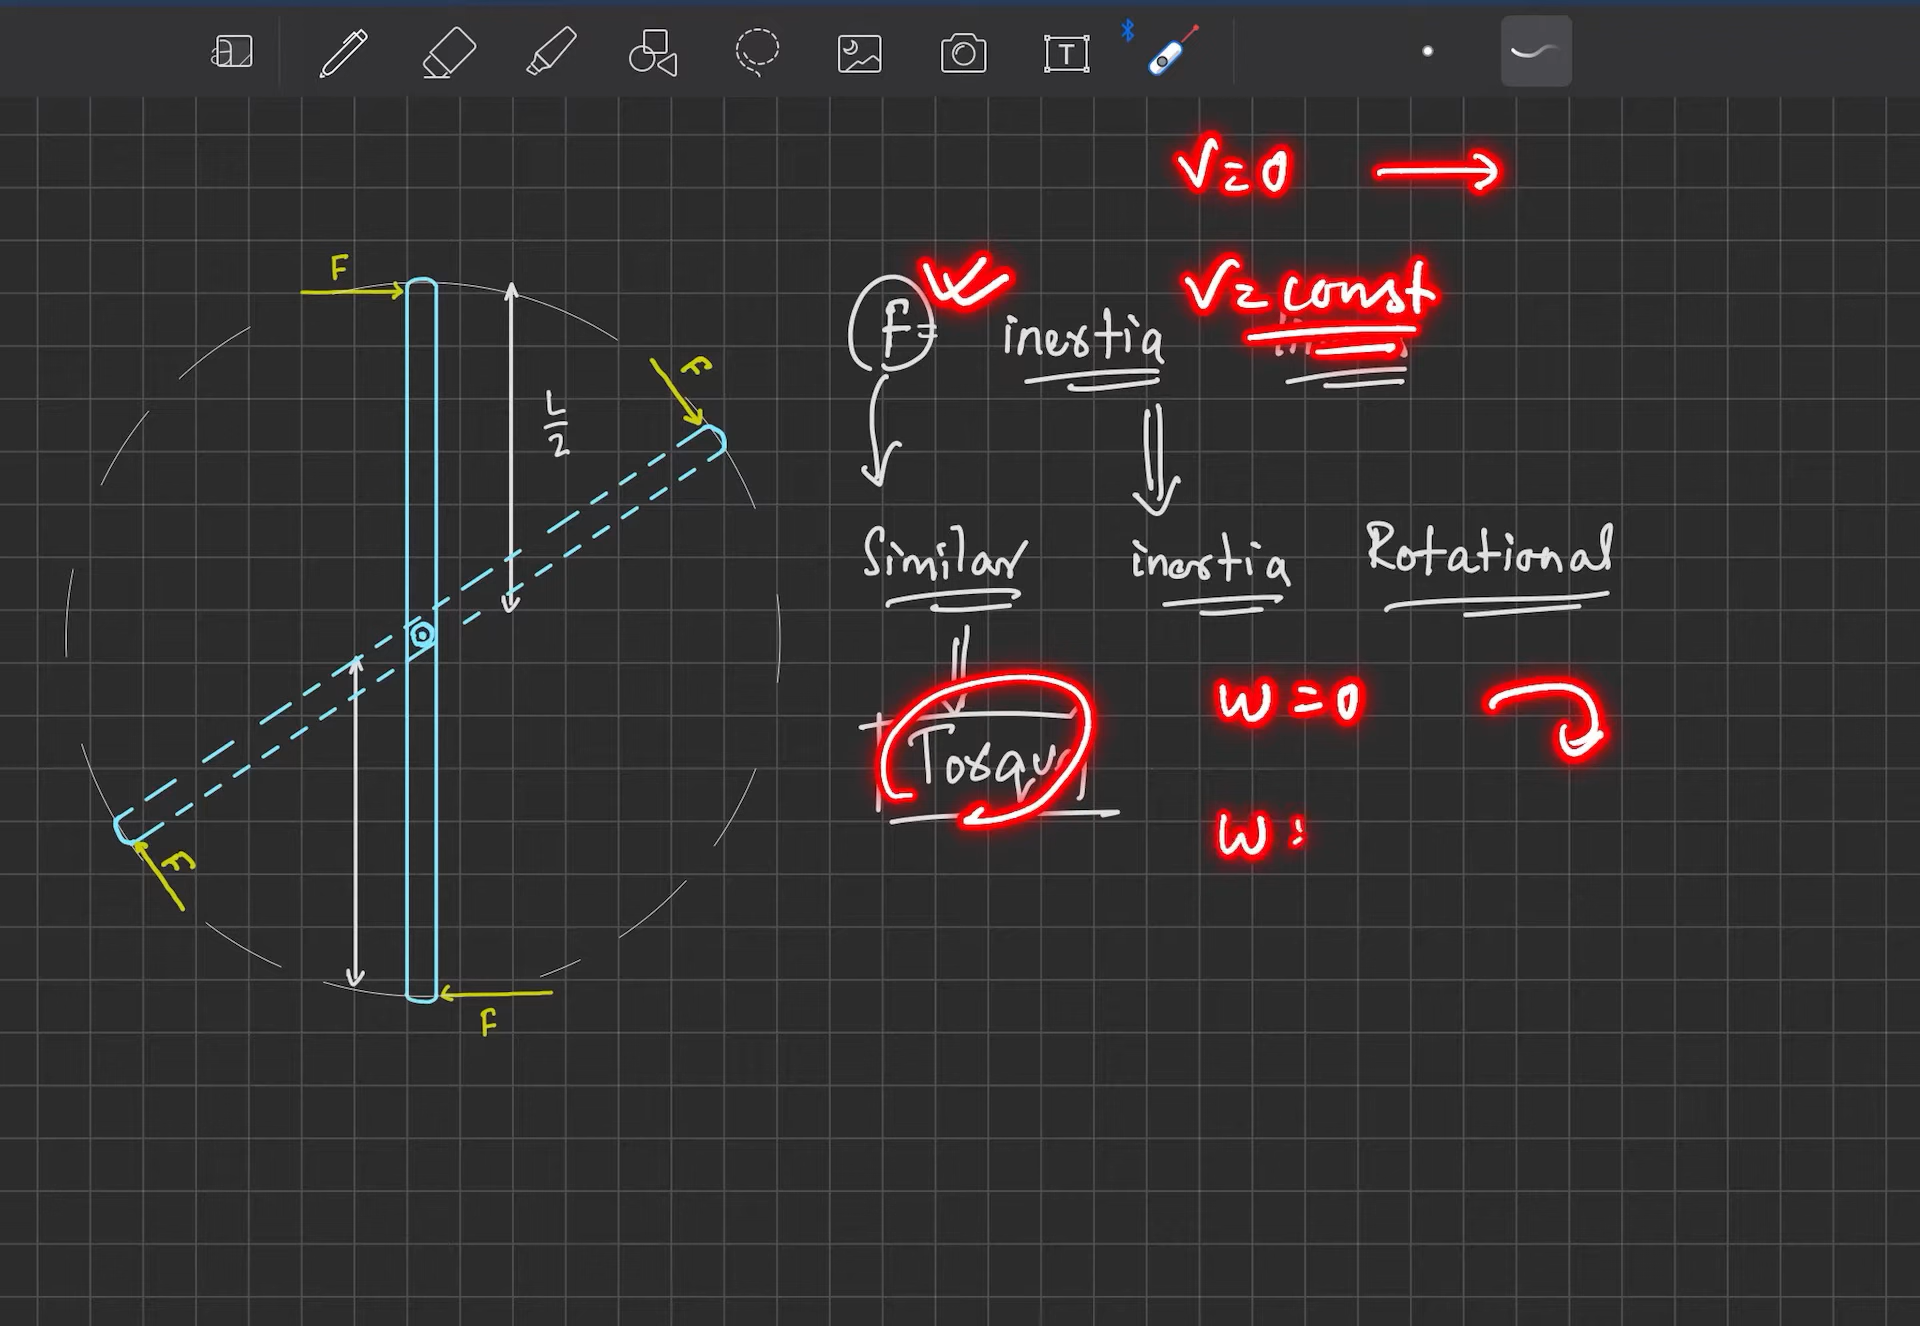 V=0
F
F = inertia
V=const
L/2
F
Similar inertia Rotational
Torque
w=0
w=
F
F